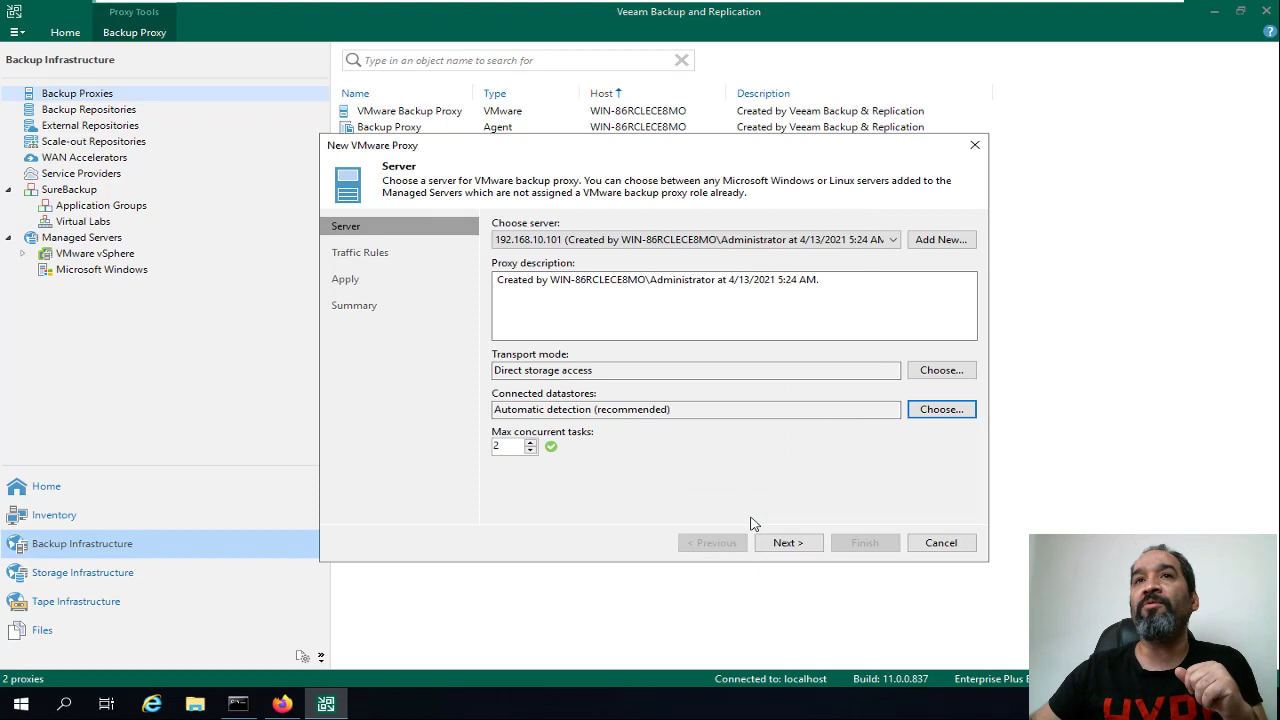 Proxy Tools
Veeam Backup and Replication
Home
Backup Proxy
Backup Infrastructure
Type in an object name to search for
Backup Proxies
Backup Repositories
External Repositories
Scale-out Repositories
WAN Accelerators
Service Providers
SureBackup
Application Groups
Virtual Labs
Managed Servers
VMware vSphere
Microsoft Windows
Name Type Host Description
VMware Backup Proxy VMware WIN-86RCLECE8MO Created by Veeam Backup & Replication
Backup Proxy Agent WIN-86RCLECE8MO Created by Veeam Backup & Replication
New VMware Proxy
Server
Choose a server for VMware backup proxy. You can choose between any Microsoft Windows or Linux servers added to the
Managed Servers which are not assigned a VMware backup proxy role already.
Server
Traffic Rules
Apply
Summary
Choose server:
192.168.10.101 (Created by WIN-86RCLECE8MO\Administrator at 4/13/2021 5:24 AM
Add New...
Proxy description:
Created by WIN-86RCLECE8MO\Administrator at 4/13/2021 5:24 AM.
Transport mode:
Direct storage access
Choose...
Connected datastores:
Automatic detection (recommended)
Choose...
Max concurrent tasks:
2
< Previous
Next >
Finish
Cancel
Home
Inventory
Backup Infrastructure
Storage Infrastructure
Tape Infrastructure
Files
2 proxies
Connected to: localhost
Build: 11.0.0.837
Enterprise Plus E